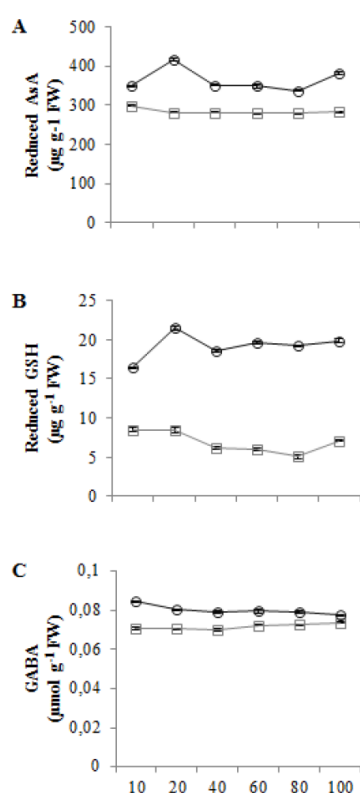 A
Reduced AsA
(µg g-1 FW)
500
400
300
200
100
0
B
Reduced GSH
(µg g⁻¹ FW)
25
20
15
10
5
0
C
GABA
(µmol g⁻¹ FW)
0,1
0,08
0,06
0,04
0,02
0
10 20 40 60 80 100